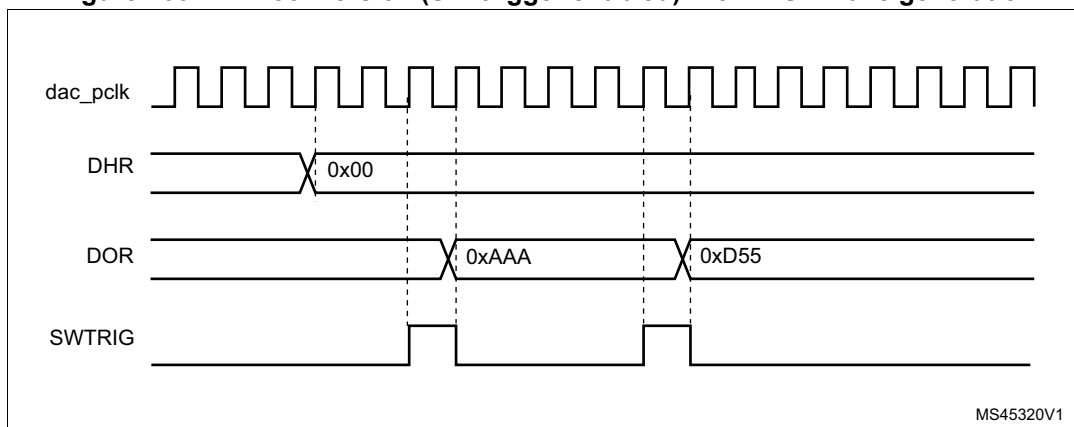 dac_pclk
DHR
0x00
DOR
0xAAA
0xD55
SWTRIG
MS45320V1